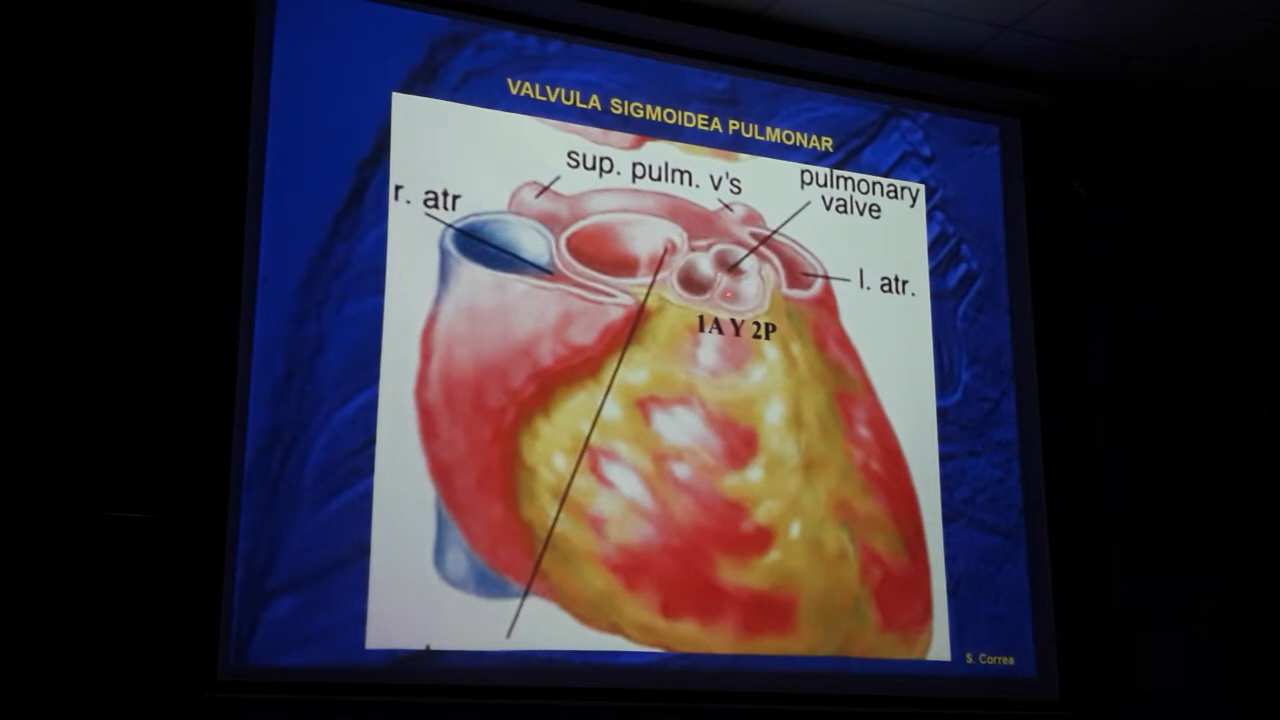 VALVULA SIGMOIDEA PULMONAR
sup. pulm. v's
pulmonary
valve
r. atr
l. atr.
1A Y 2P
S. Correa